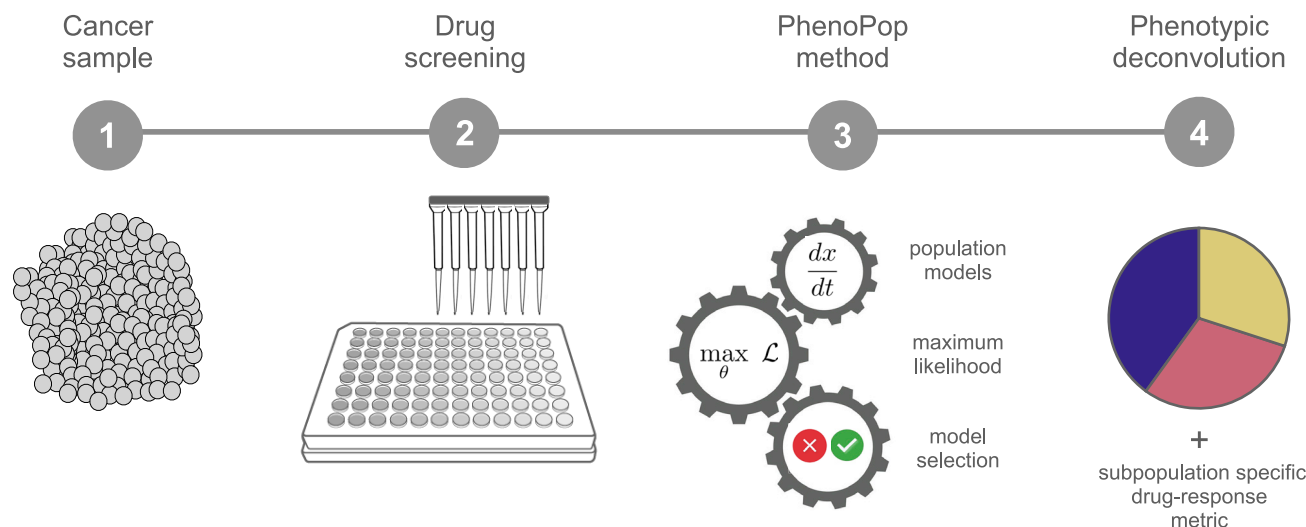 Cancer
sample
Drug
screening
PhenoPop
method
Phenotypic
deconvolution
1
2
3
4
dx
dt
population
models
max
θ
ℒ
maximum
likelihood
model
selection
+
subpopulation specific
drug-response
metric